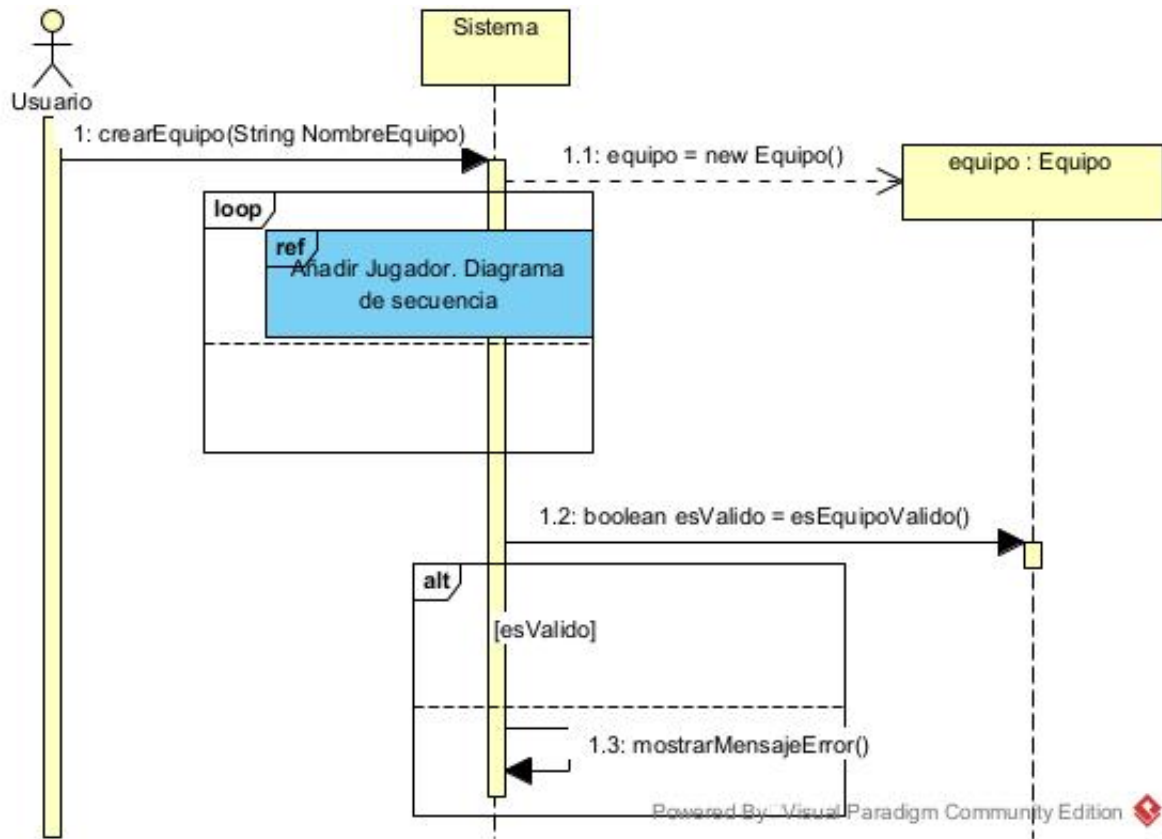 Sistema
Usuario
1: crearEquipo(String NombreEquipo)
1.1: equipo = new Equipo()
equipo : Equipo
loop
ref
Añadir Jugador. Diagrama
de secuencia
1.2: boolean esValido = esEquipoValido()
alt
[esValido]
1.3: mostrarMensajeError()
Powered By Visual Paradigm Community Edition